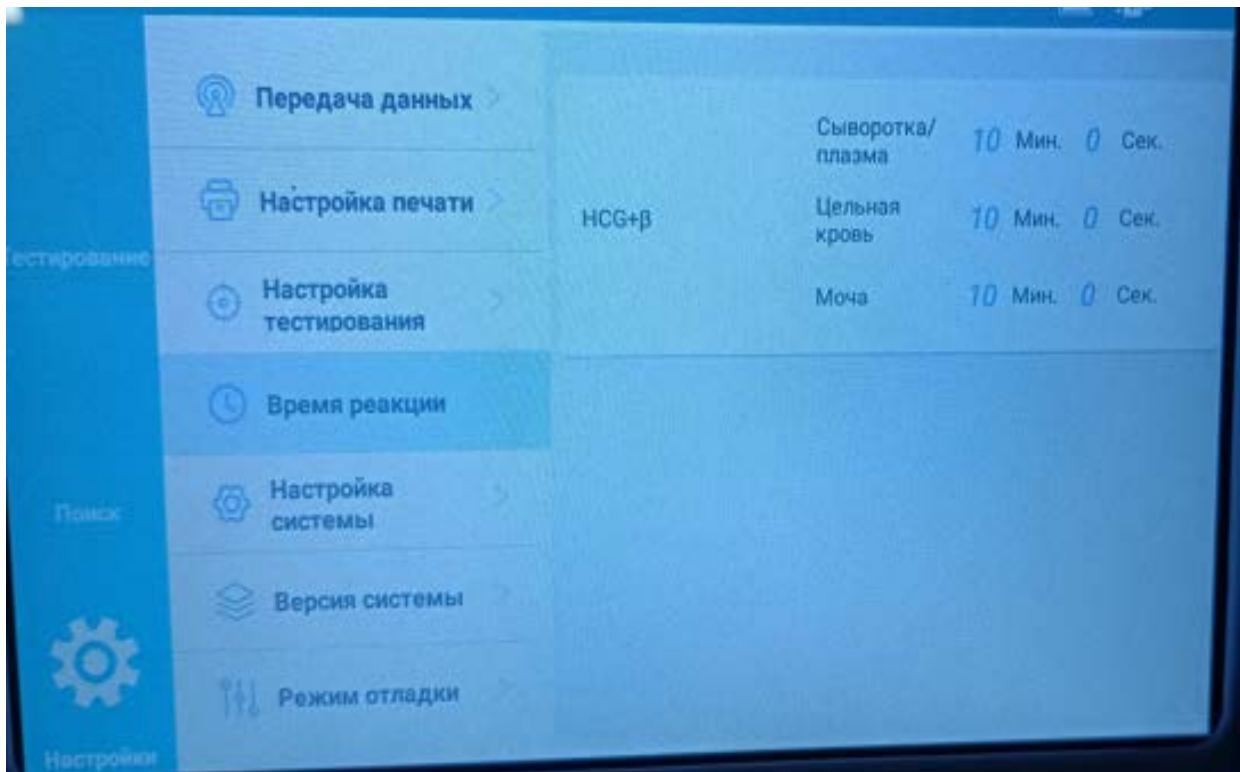 Тестирование
Поиск
Настройки
Передача данных
Настройка печати
Настройка
тестирования
Время реакции
Настройка
системы
Версия системы
Режим отладки
HCG+β
Сыворотка/
плазма
10 Мин. 0 Сек.
Цельная
кровь
10 Мин. 0 Сек.
Моча
10 Мин. 0 Сек.